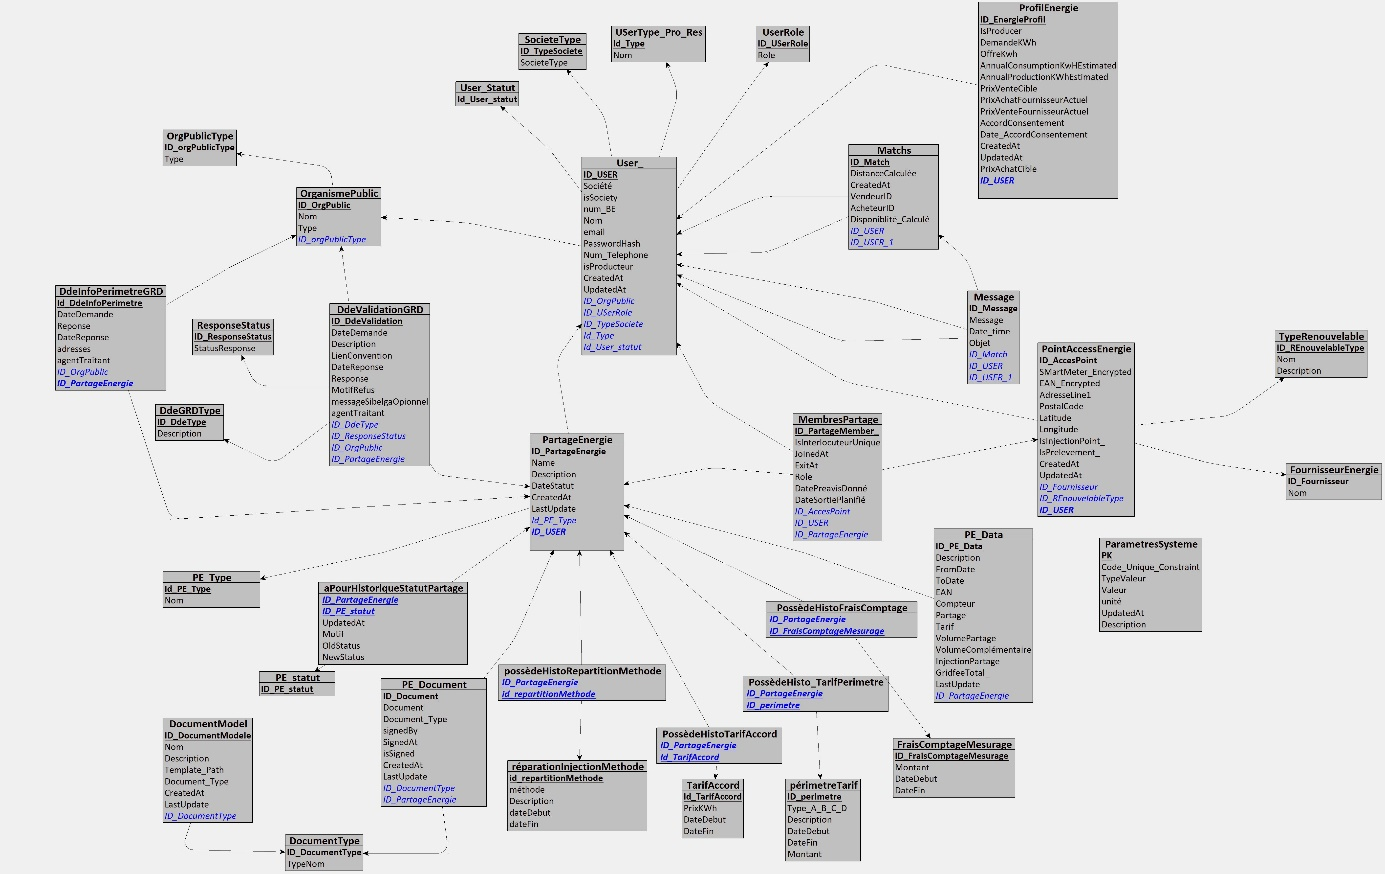 ProfilEnergie
ID_EnergieProfil
IsProducer
DemandeKWh
OffreKwh
AnnualConsumptionKwHEstimated
AnnualProductionKWhEstimated
PrixVenteCible
PrixAchatFournisseurActuel
PrixVenteFournisseurActuel
AccordConsentement
Date_AccordConsentement
CreatedAt
UpdatedAt
PrixAchatCible
ID_USER
SocieteType
ID_TypeSociete
SocieteType
USerType_Pro_Res
Id_Type
Nom
UserRole
ID_USerRole
Role
User_Statut
Id_User_statut
OrgPublicType
ID_orgPublicType
Type
User_
ID_USER
Société
isSociety
num_BE
Nom
email
PasswordHash
Num_Telephone
isProducteur
CreatedAt
UpdatedAt
ID_OrgPublic
ID_USerRole
ID_TypeSociete
Id_Type
Id_User_statut
Matchs
ID_Match
DistanceCalculée
CreatedAt
VendeurID
AcheteurID
Disponiblité_Calculé
ID_USER
ID_USER_1
OrganismePublic
ID_OrgPublic
Nom
Type
ID_orgPublicType
DdeInfoPerimetreGRD
Id_DdeInfoPerimetre
DateDemande
Reponse
DateReponse
adresses
agentTraitant
ID_OrgPublic
ID_PartageEnergie
ResponseStatus
ID_ResponseStatus
StatusResponse
DdeValidationGRD
ID_DdeValidation
DateDemande
Description
LienConvention
DateReponse
Response
MotifRefus
messageSibelgaOpionnel
agentTraitant
ID_DdeType
ID_ResponseStatus
ID_OrgPublic
ID_PartageEnergie
Message
ID_Message
Message
Date_time
Objet
ID_Match
ID_USER
ID_USER_1
PointAccessEnergie
ID_AccesPoint
SMartMeter_Encrypted
EAN_Encrypted
AdresseLine1
PostalCode
Latitude
Longitude
IsInjectionPoint_
IsPrelevement_
CreatedAt
UpdatedAt
ID_Fournisseur
ID_REnouvelableType
ID_USER
TypeRenouvelable
ID_REnouvelableType
Nom
Description
DdeGRDType
ID_DdeType
Description
MembresPartage
ID_PartageMember_
IsInterlocuteurUnique
JoinedAt
ExitAt
Role
DatePreavisDonné
DateSortiePlanifié
ID_AccesPoint
ID_USER
ID_PartageEnergie
PartageEnergie
ID_PartageEnergie
Name
Description
DateStatut
CreatedAt
LastUpdate
Id_PE_Type
ID_USER
FournisseurEnergie
ID_Fournisseur
Nom
PE_Data
ID_PE_Data
Description
FromDate
ToDate
EAN
Compteur
Partage
Tarif
VolumePartage
VolumeComplémentaire
InjectionPartage
GridfeeTotal
LastUpdate
ID_PartageEnergie
ParametresSysteme
PK
Code_Unique_Constraint
TypeValeur
Valeur
unité
UpdatedAt
Description
PE_Type
Id_PE_Type
Nom
aPourHistoriqueStatutPartage
ID_PartageEnergie
ID_PE_statut
UpdatedAt
Mutil
OldStatus
NewStatus
PossèdeHistoFraisComptage
ID_PartageEnergie
ID_FraisComptageMesurage
PE_statut
ID_PE_statut
PE_Document
ID_Document
Document
Document_Type
signedBy
SignedAt
isSigned
CreatedAt
LastUpdate
ID_DocumentType
ID_PartageEnergie
possèdeHistoRepartitionMethode
ID_PartageEnergie
id_repartitionMethode
PossèdeHisto_TarifPerimetre
ID_PartageEnergie
ID_perimetre
DocumentModel
ID_DocumentModele
Nom
Description
Template_Path
Document_Type
CreatedAt
LastUpdate
ID_DocumentType
PossèdeHistoTarifAccord
ID_PartageEnergie
Id_TarifAccord
FraisComptageMesurage
ID_FraisComptageMesurage
Montant
DateDebut
DateFin
réparationInjectionMethode
id_repartitionMethode
méthode
Description
dateDebut
dateFin
TarifAccord
Id_TarifAccord
PrixKWh
DateDebut
DateFin
périmetreTarif
ID_perimetre
Type_A_B_C_D
Description
DateDebut
DateFin
Montant
DocumentType
ID_DocumentType
TypeNom